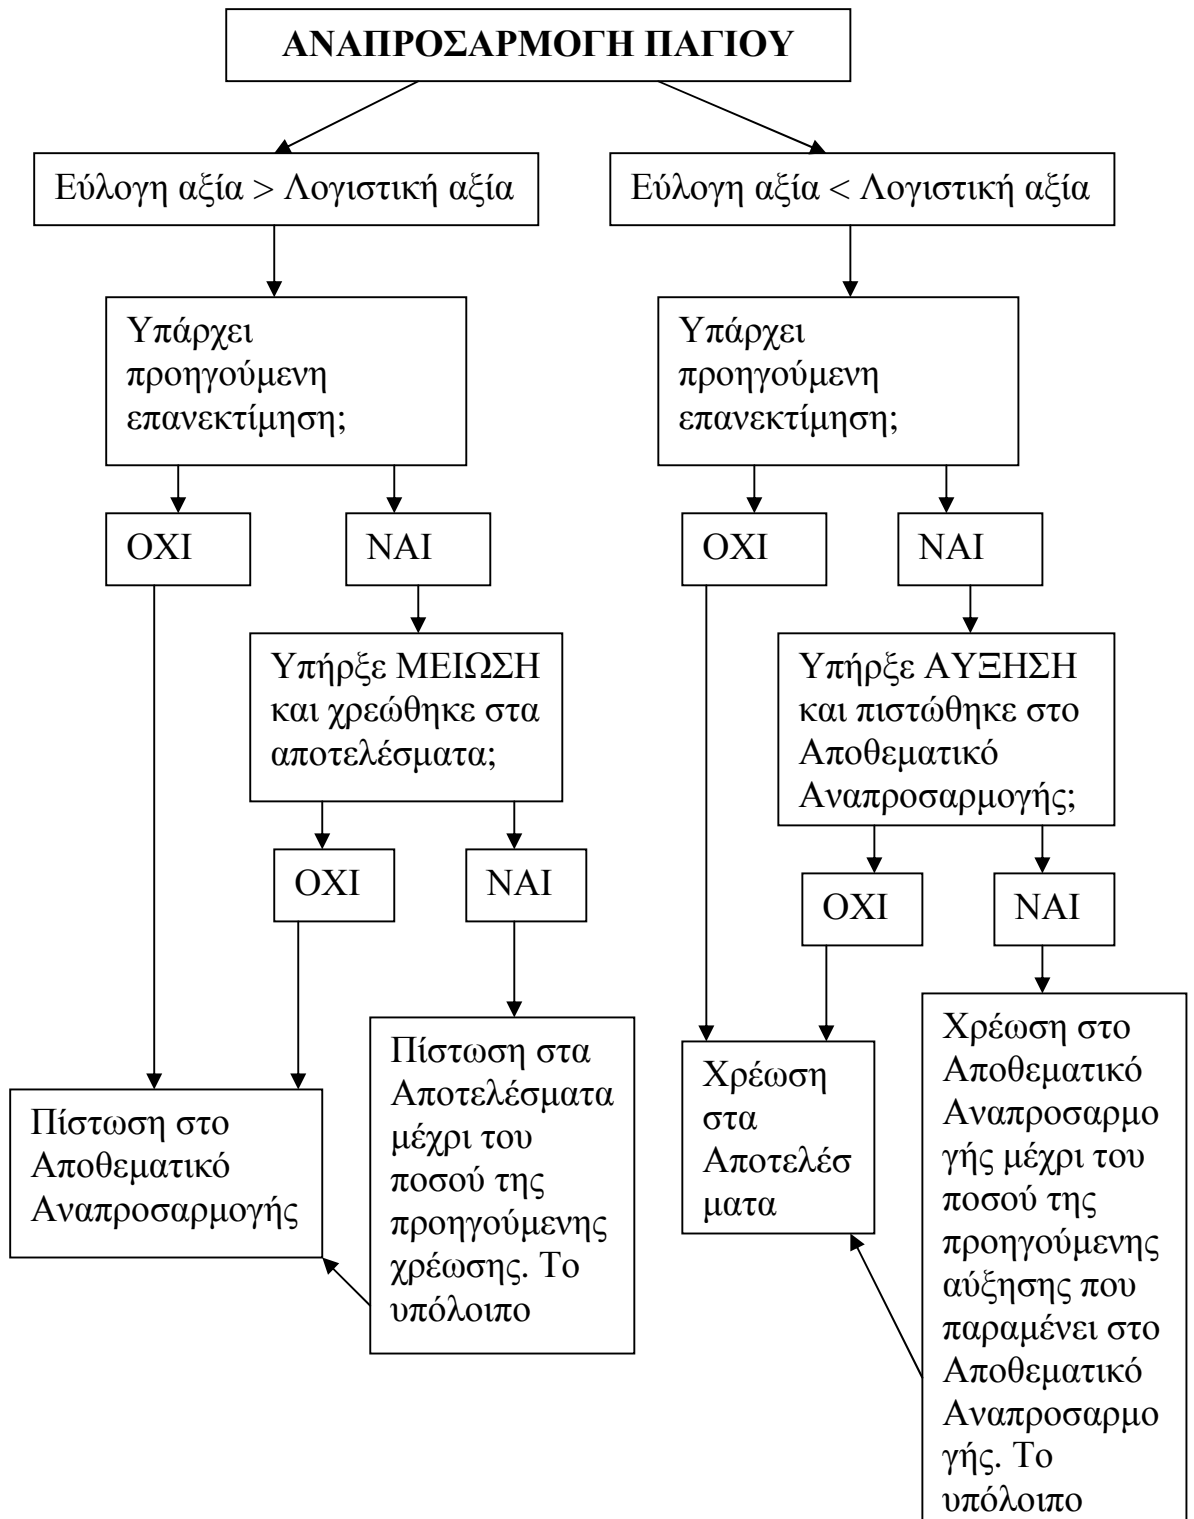 ΑΝΑΠΡΟΣΑΡΜΟΓΗ ΠΑΓΙΟΥ
Εύλογη αξία > Λογιστική αξία
Εύλογη αξία < Λογιστική αξία
Υπάρχει
προηγούμενη
επανεκτίμηση;
Υπάρχει
προηγούμενη
επανεκτίμηση;
ΟΧΙ
ΝΑΙ
ΟΧΙ
ΝΑΙ
Υπήρξε ΜΕΙΩΣΗ
και χρεώθηκε στα
αποτελέσματα;
Υπήρξε ΑΥΞΗΣΗ
και πιστώθηκε στο
Αποθεματικό
Αναπροσαρμογής;
ΟΧΙ
ΝΑΙ
ΟΧΙ
ΝΑΙ
Πίστωση στο
Αποθεματικό
Αναπροσαρμογής
Πίστωση στα
Αποτελέσματα
μέχρι του
ποσού της
προηγούμενης
χρέωσης. Το
υπόλοιπο
Χρέωση
στα
Αποτελέσ
ματα
Χρέωση στο
Αποθεματικό
Αναπροσαρμο
γής μέχρι του
ποσού της
προηγούμενης
αύξησης που
παραμένει στο
Αποθεματικό
Αναπροσαρμο
γής. Το
υπόλοιπο